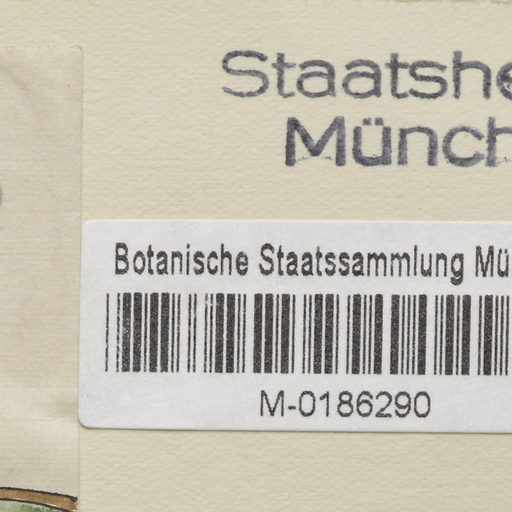 Staatshe
Münch
Botanische Staatssammlung Mü
M-0186290